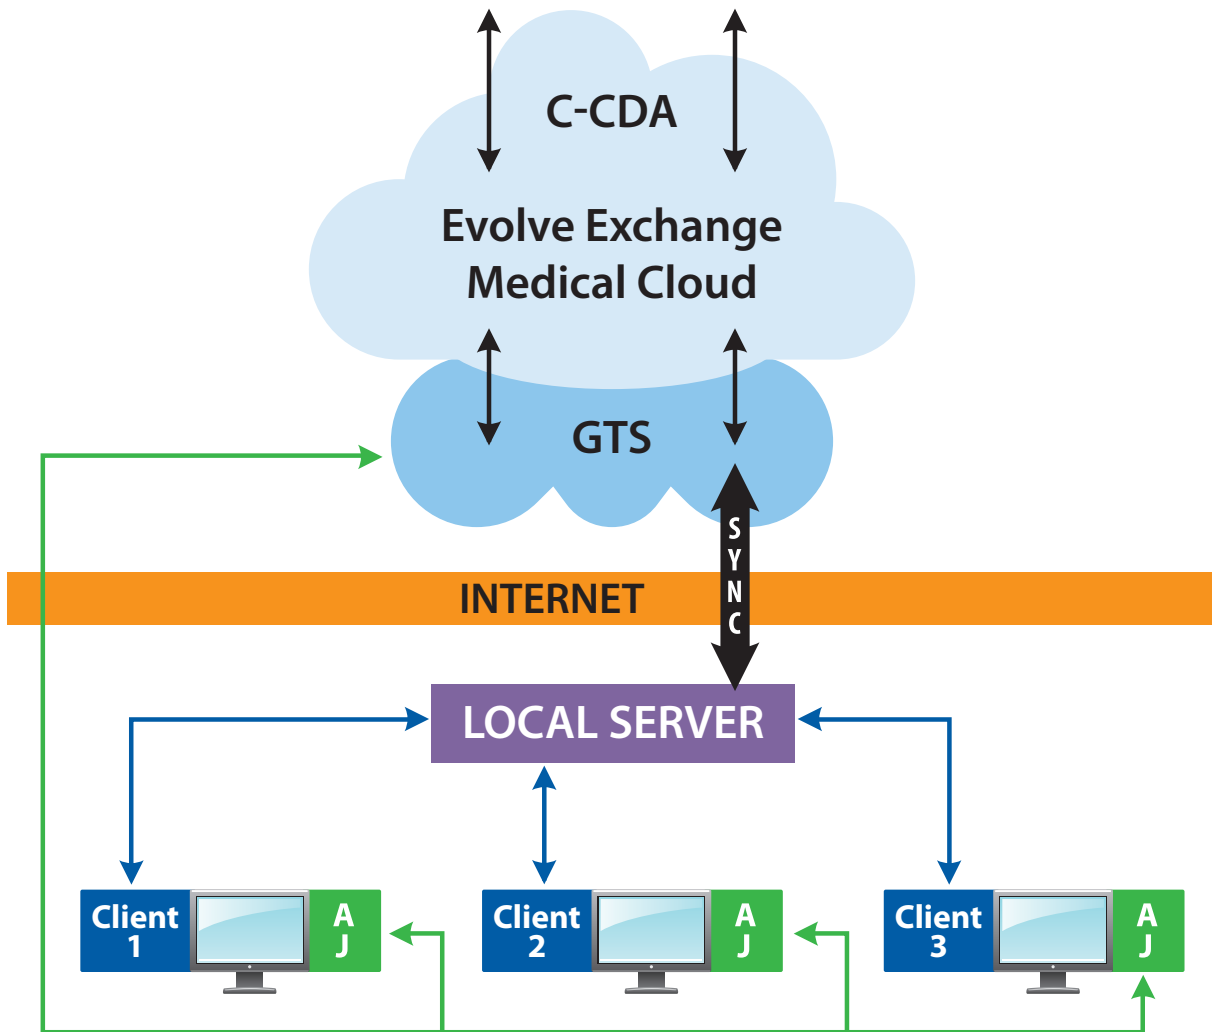 C-CDA
Evolve Exchange
Medical Cloud
GTS
SYNC
INTERNET
LOCAL SERVER
Client
1
A
J
Client
2
A
J
Client
3
A
J